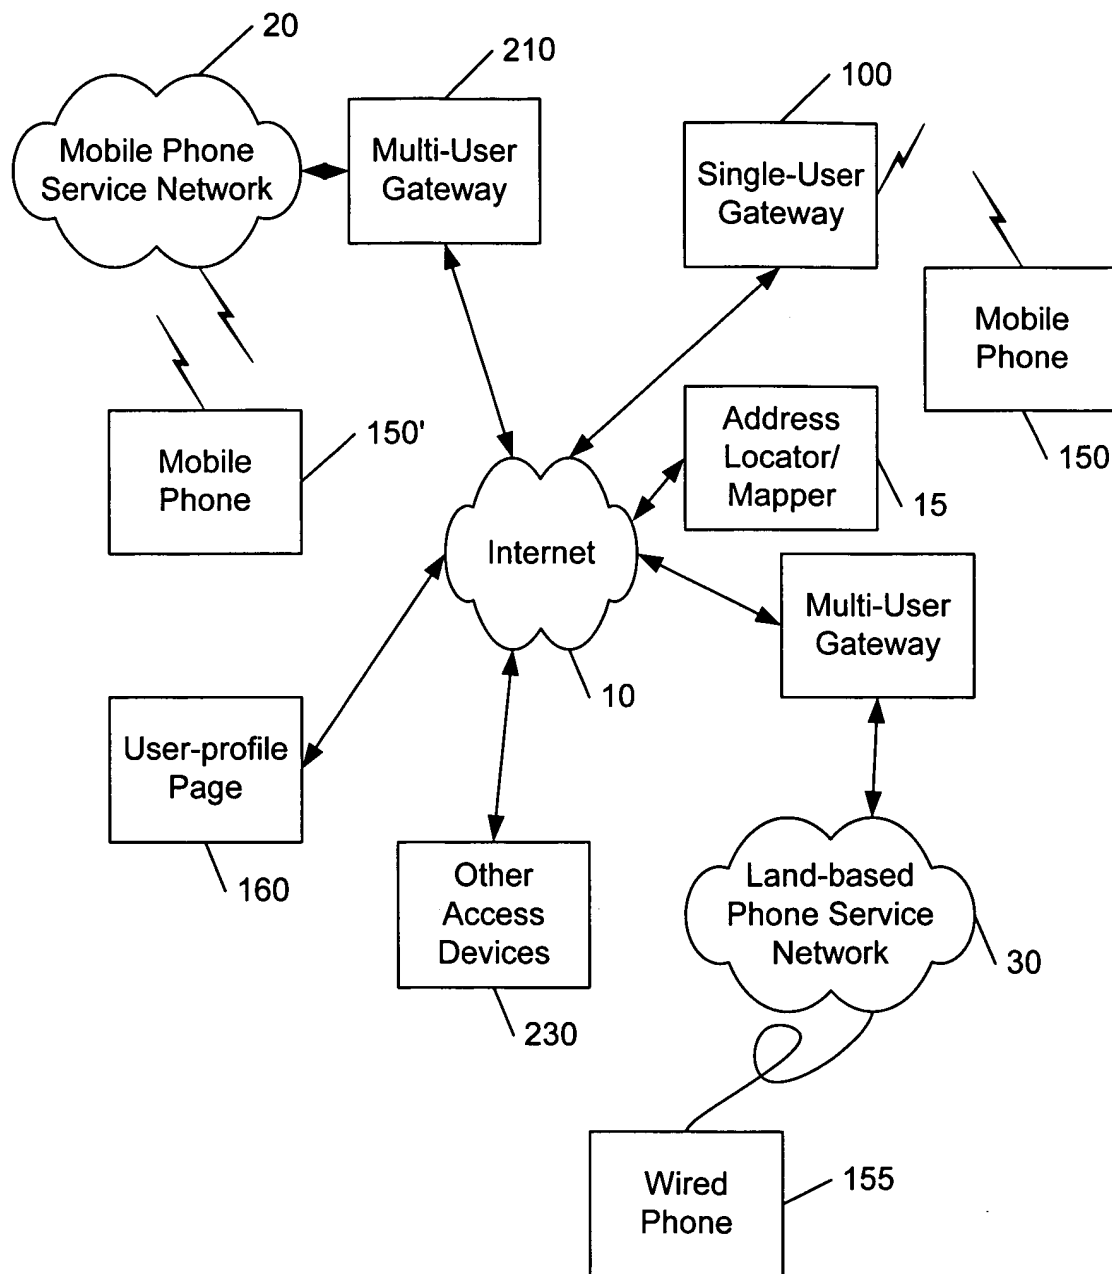 20
210
100
Mobile Phone
Service Network
Multi-User
Gateway
Single-User
Gateway
Mobile
Phone
150
150'
Mobile
Phone
Address
Locator/
Mapper
15
Internet
10
Multi-User
Gateway
User-profile
Page
160
Other
Access
Devices
230
Land-based
Phone Service
Network
30
Wired
Phone
155